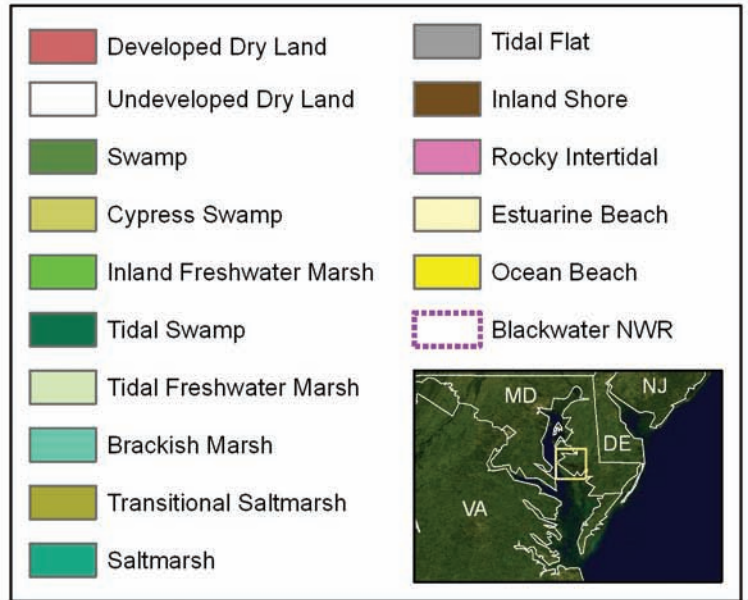 Developed Dry Land
Undeveloped Dry Land
Swamp
Cypress Swamp
Inland Freshwater Marsh
Tidal Swamp
Tidal Freshwater Marsh
Brackish Marsh
Transitional Saltmarsh
Saltmarsh
Tidal Flat
Inland Shore
Rocky Intertidal
Estuarine Beach
Ocean Beach
Blackwater NWR
MD
NJ
DE
VA